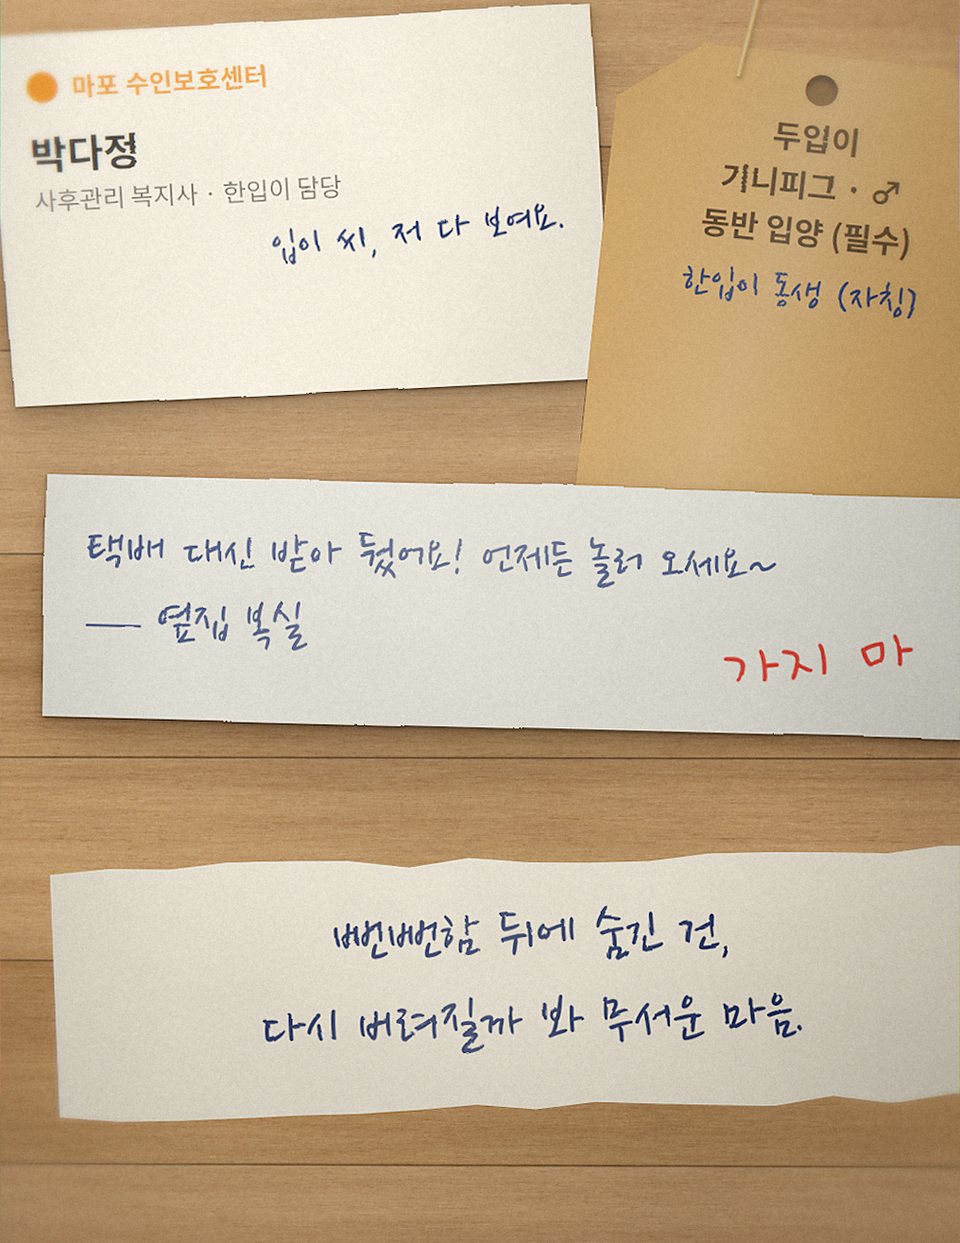 마포 수인보호센터
박다정
사후관리 복지사 · 한입이 담당
입이 씨, 저 다 보여요.
두입이
기니피그 · ♂
동반 입양 (필수)
한입이 동생 (자칭)
택배 대신 받아 뒀어요! 언제든 놀러 오세요~
— 옆집 복실
가지 마
뻔뻔함 뒤에 숨긴 건,
다시 버려질까 봐 무서운 마음.